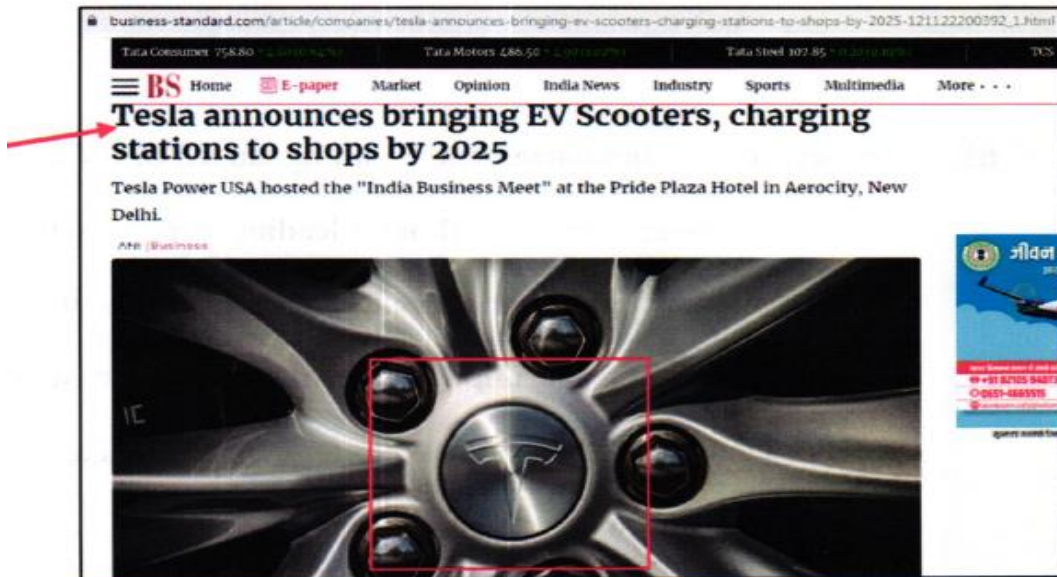 business-standard.com/article/companies/tesla-announces-bringing-ev-scooters-charging-stations-to-shops-by-2025-121122200392_1.html
Tata Consumer 758.80 Tata Motors 486.50 Tata Steel 107.85 TCS
BS Home E-paper Market Opinion India News Industry Sports Multimedia More
Tesla announces bringing EV Scooters, charging
stations to shops by 2025
Tesla Power USA hosted the "India Business Meet" at the Pride Plaza Hotel in Aerocity, New
Delhi.
ANI | Business
जीवन